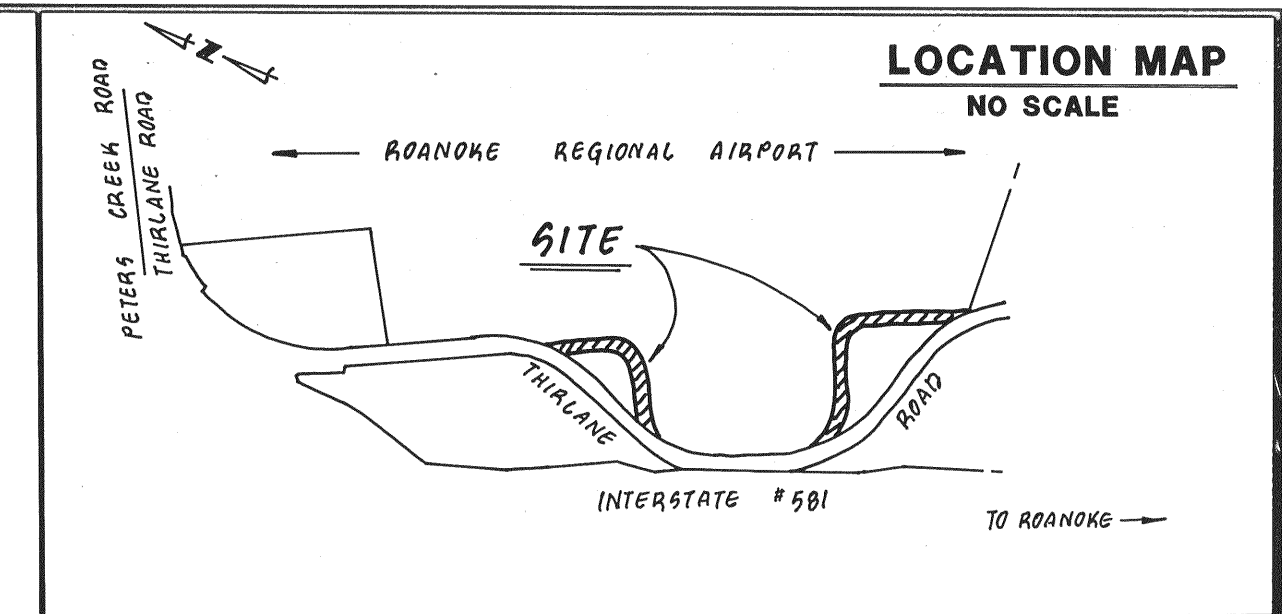 LOCATION MAP
NO SCALE
N
PETERS CREEK ROAD
THIRLANE ROAD
ROANOKE REGIONAL AIRPORT
SITE
THIRLANE
ROAD
INTERSTATE #581
TO ROANOKE